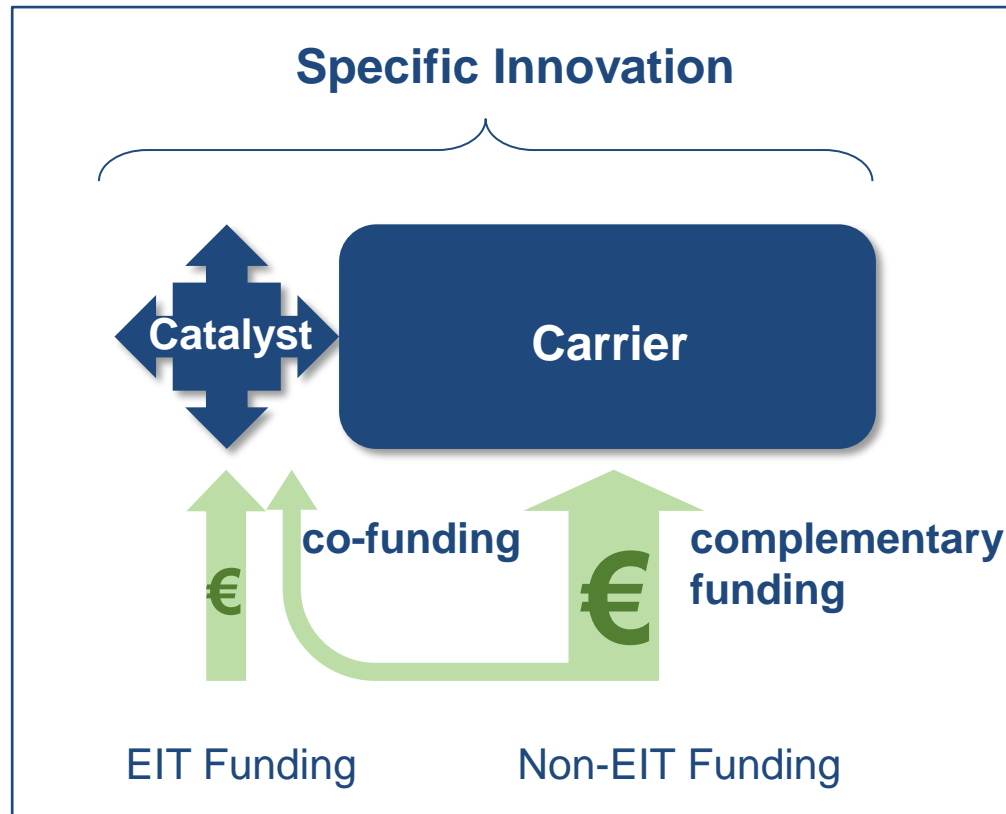 Specific Innovation
Catalyst
Carrier
co-funding
complementary
funding
€
€
EIT Funding
Non-EIT Funding